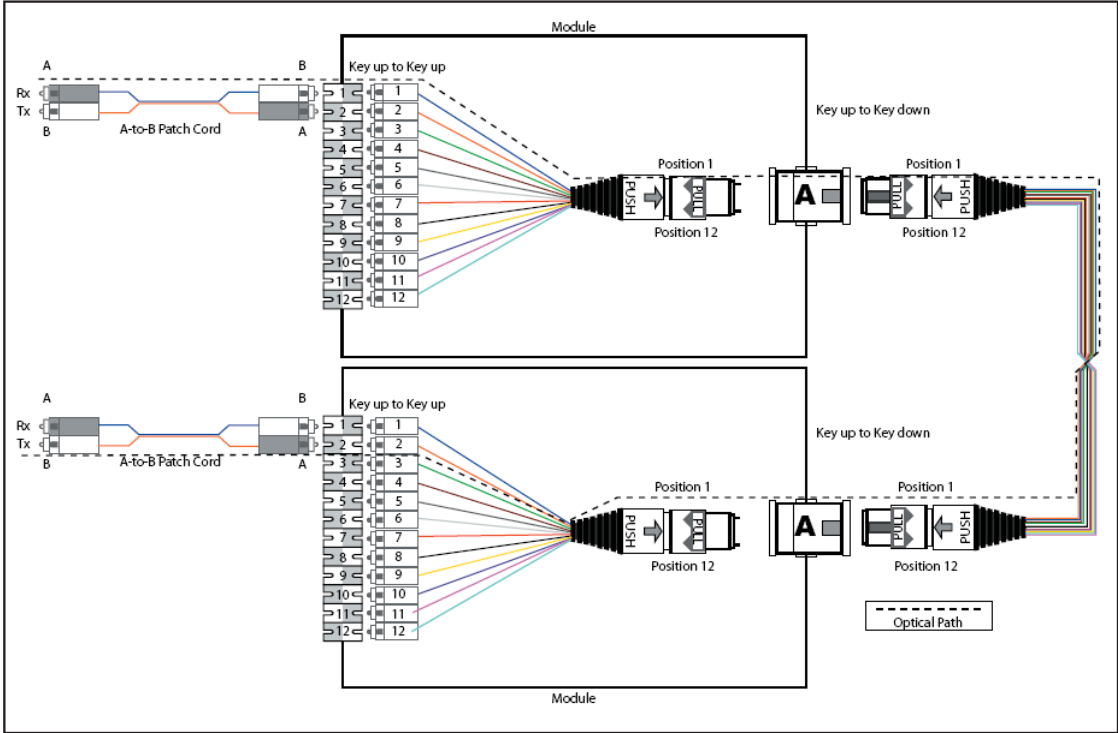 Module
A
B
Key up to Key up
Rx
Tx
B
A
A-to-B Patch Cord
1
2
3
4
5
6
7
8
9
10
11
12
1
2
3
4
5
6
7
8
9
10
11
12
Key up to Key down
Position 1
PUSH
PULL
Position 12
A
Position 1
PULL
PUSH
Position 12
A
B
Key up to Key up
Rx
Tx
B
A
A-to-B Patch Cord
1
2
3
4
5
6
7
8
9
10
11
12
1
2
3
4
5
6
7
8
9
10
11
12
Key up to Key down
Position 1
PUSH
PULL
Position 12
A
Position 1
PULL
PUSH
Position 12
Optical Path
Module